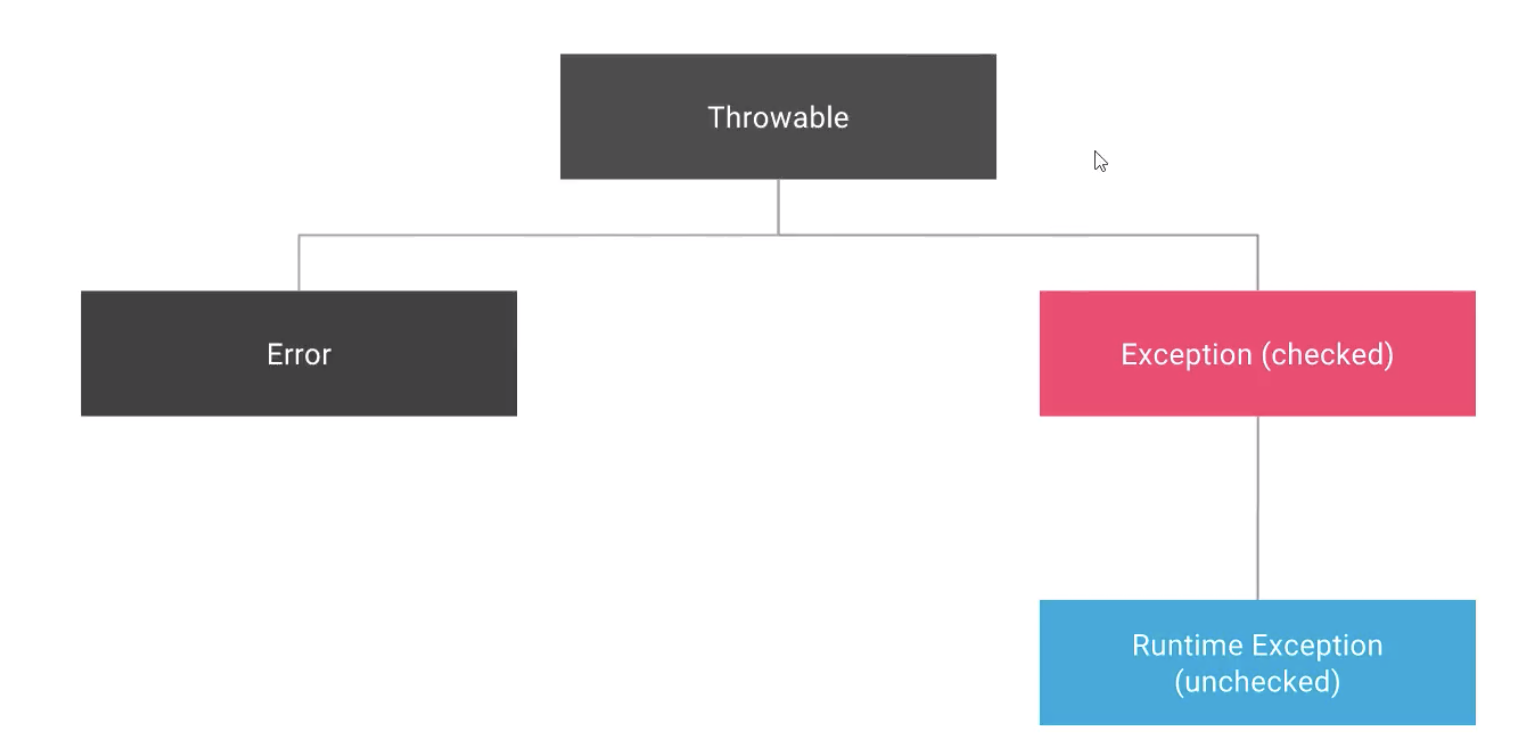 Throwable
Error
Exception (checked)
Runtime Exception
(unchecked)